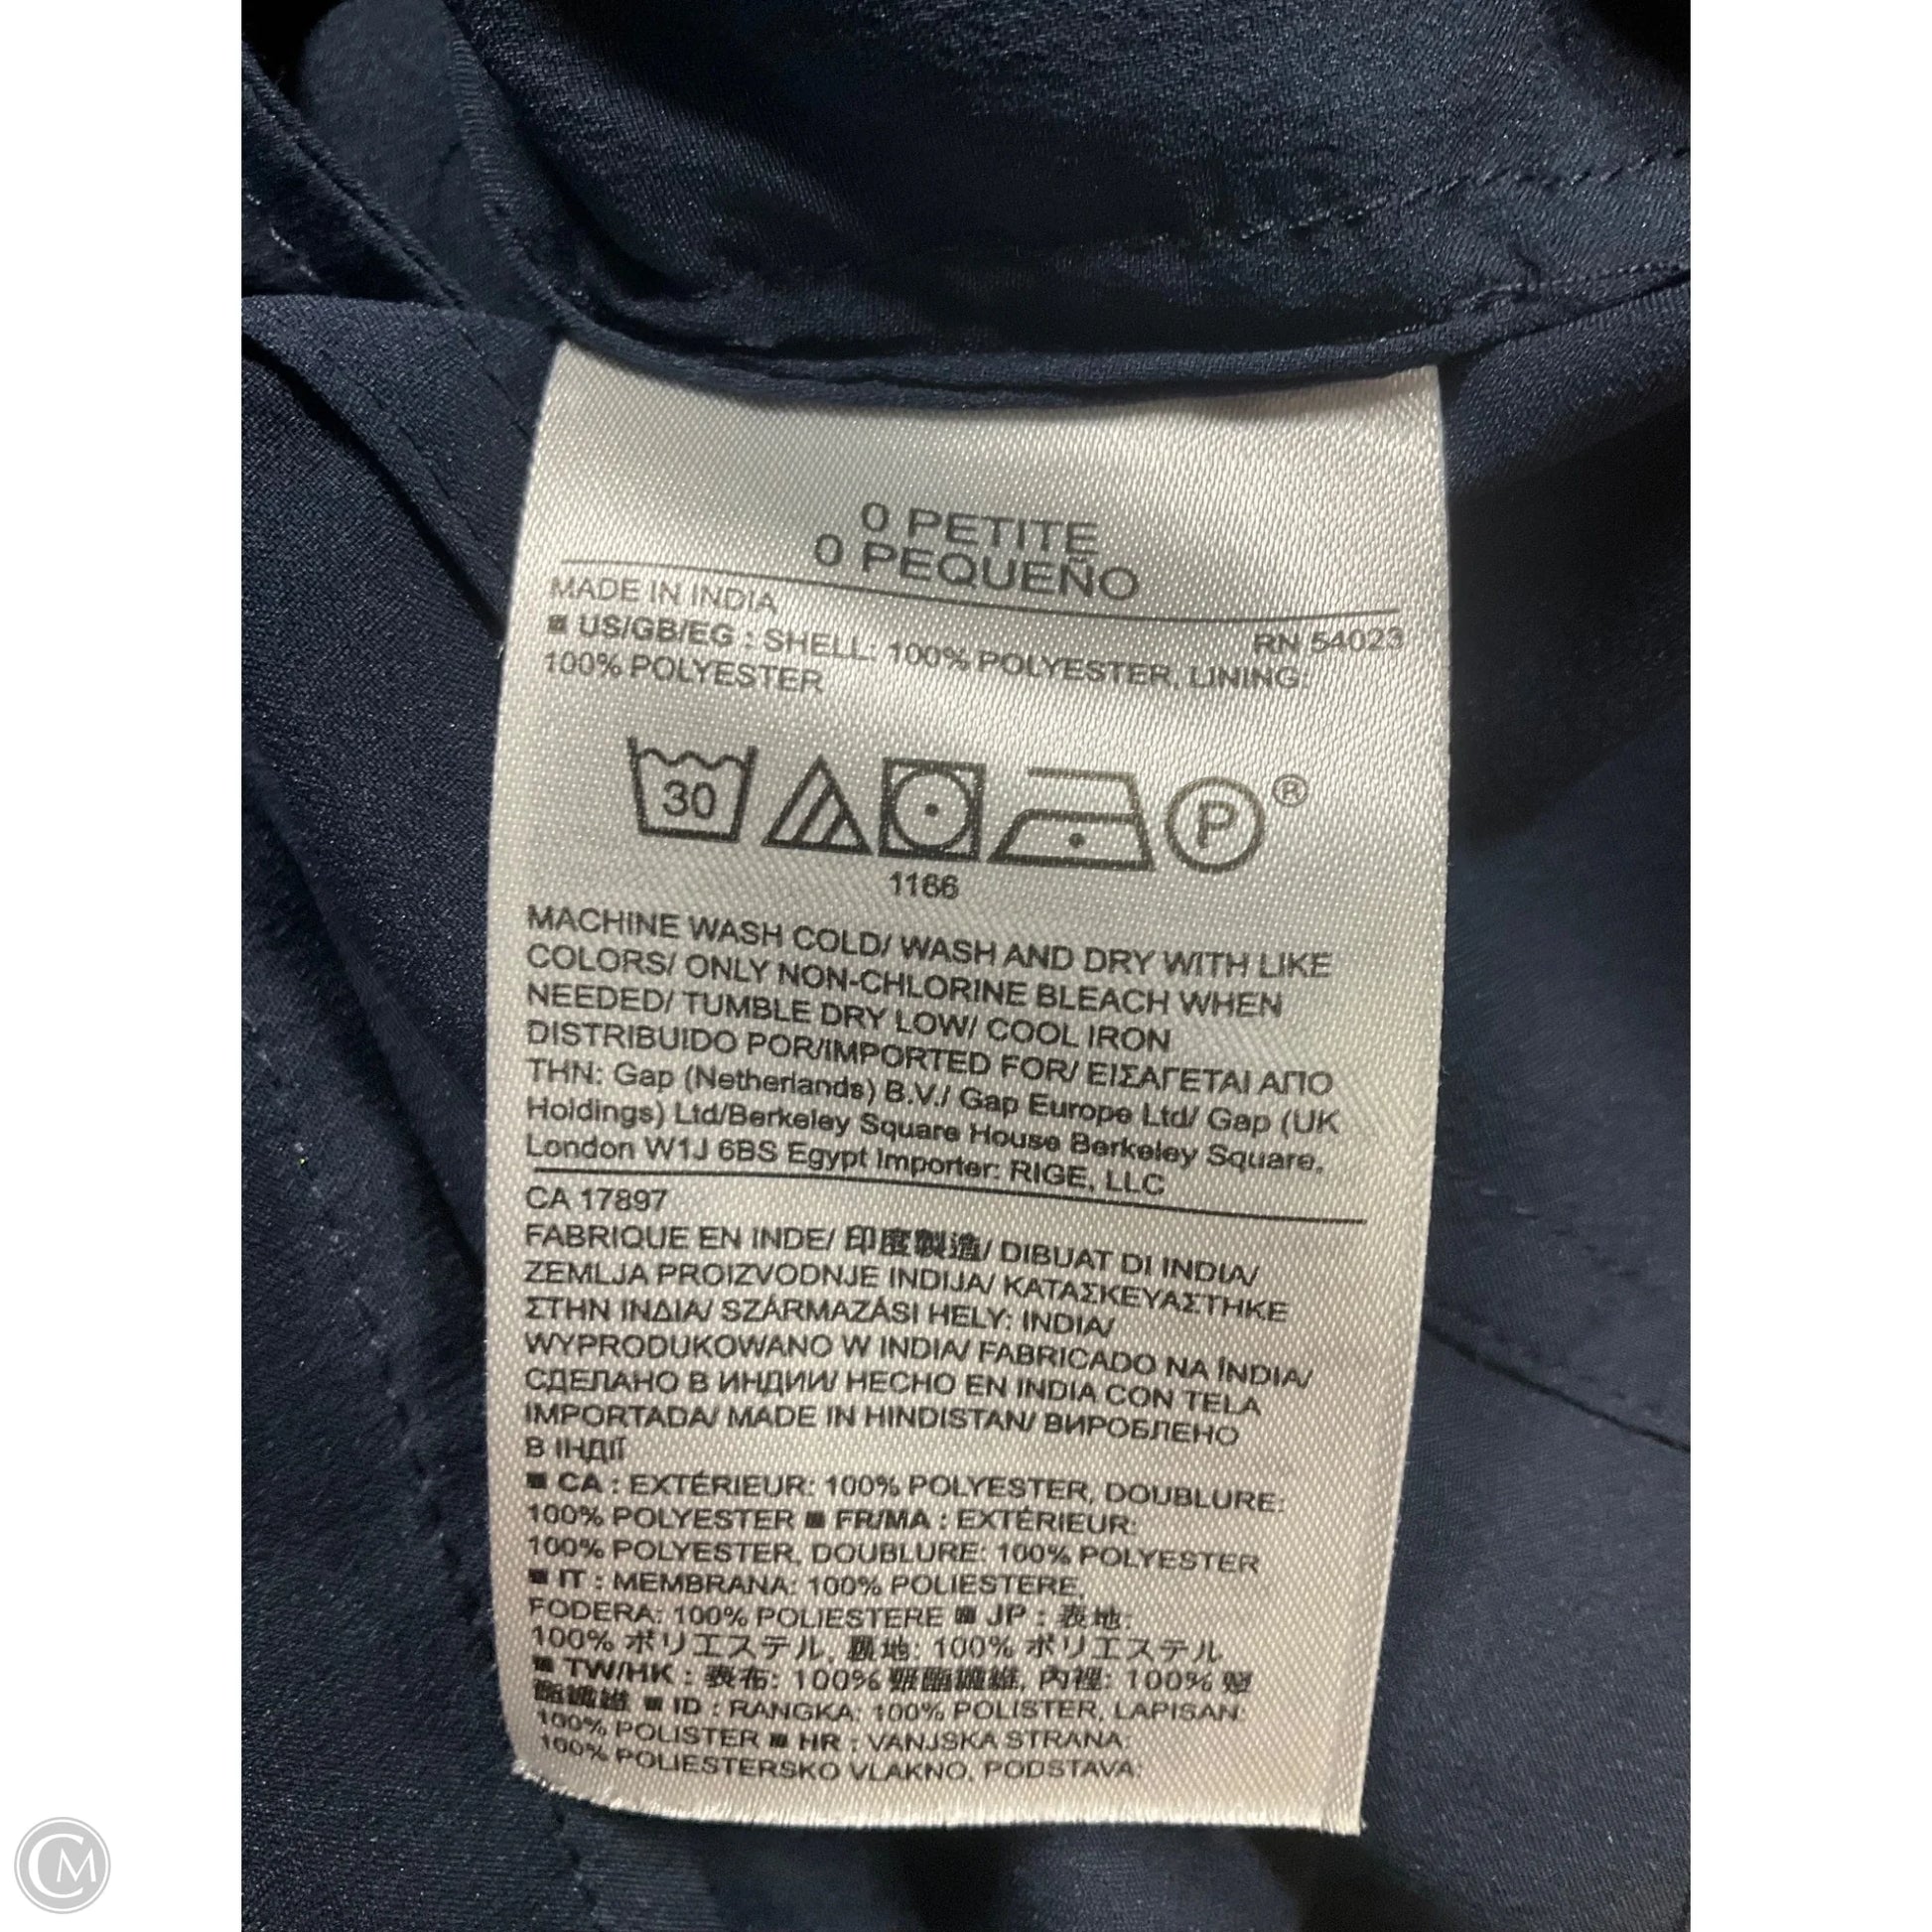 0 PETITE
0 PEQUEÑO
MADE IN INDIA
RN 54023
■ US/GB/EG : SHELL: 100% POLYESTER, LINING:
100% POLYESTER
30
P®
1166
MACHINE WASH COLD/ WASH AND DRY WITH LIKE
COLORS/ ONLY NON-CHLORINE BLEACH WHEN
NEEDED/ TUMBLE DRY LOW/ COOL IRON
DISTRIBUIDO POR/IMPORTED FOR/ ΕΙΣΑΓΕΤΑΙ ΑΠΟ
THN: Gap (Netherlands) B.V./ Gap Europe Ltd/ Gap (UK
Holdings) Ltd/Berkeley Square House Berkeley Square,
London W1J 6BS Egypt Importer: RIGE, LLC
CA 17897
FABRIQUE EN INDE/ 印度製造/ DIBUAT DI INDIA/
ZEMLJA PROIZVODNJE INDIJA/ ΚΑΤΑΣΚΕΥΑΣΤΗΚΕ
ΣΤΗΝ ΙΝΔΙΑ/ SZÁRMAZÁSI HELY: INDIA/
WYPRODUKOWANO W INDIA/ FABRICADO NA ÍNDIA/
СДЕЛАНО В ИНДИИ/ HECHO EN INDIA CON TELA
IMPORTADA/ MADE IN HINDISTAN/ ВИРОБЛЕНО
В ІНДІЇ
■ CA : EXTÉRIEUR: 100% POLYESTER, DOUBLURE:
100% POLYESTER ■ FR/MA : EXTÉRIEUR:
100% POLYESTER, DOUBLURE: 100% POLYESTER
■ IT : MEMBRANA: 100% POLIESTERE,
FODERA: 100% POLIESTERE ■ JP : 表地:
100% ポリエステル, 裏地: 100% ポリエステル
■ TW/HK : 表布: 100% 聚酯纖維, 內裡: 100% 聚
酯纖維 ■ ID : RANGKA: 100% POLISTER, LAPISAN:
100% POLISTER ■ HR : VANJSKA STRANA:
100% POLIESTERSKO VLAKNO, PODSTAVA:
CM